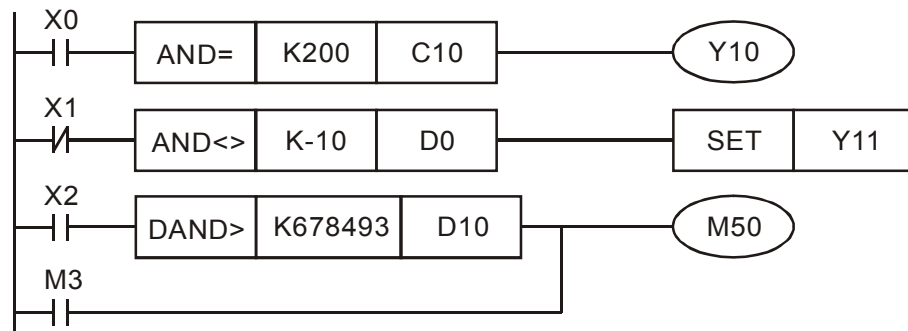 X0
AND= K200 C10 Y10
X1
AND<> K-10 D0 SET Y11
X2
DAND> K678493 D10 M50
M3